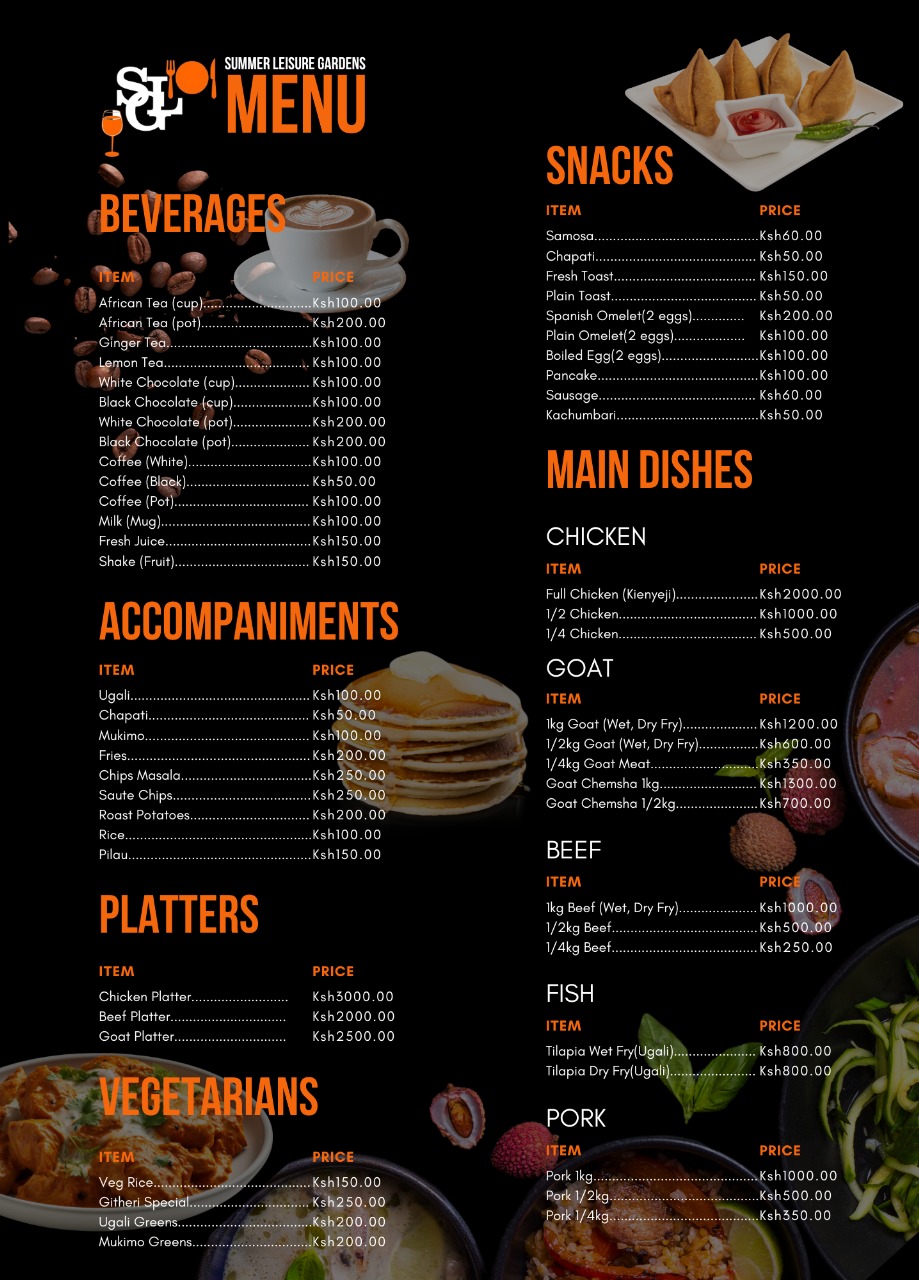 SLG
SUMMER LEISURE GARDENS
MENU
BEVERAGES
ITEM PRICE
African Tea (cup)..........................Ksh100.00
African Tea (pot)..........................Ksh200.00
Ginger Tea...................................Ksh100.00
Lemon Tea...................................Ksh100.00
White Chocolate (cup)..................Ksh100.00
Black Chocolate (cup)..................Ksh100.00
White Chocolate (pot)..................Ksh200.00
Black Chocolate (pot)..................Ksh200.00
Coffee (White).............................Ksh100.00
Coffee (Black).............................Ksh50.00
Coffee (Pot)................................Ksh100.00
Milk (Mug)...................................Ksh100.00
Fresh Juice...................................Ksh150.00
Shake (Fruit)................................Ksh150.00
ACCOMPANIMENTS
ITEM PRICE
Ugali...........................................Ksh100.00
Chapati.......................................Ksh50.00
Mukimo.......................................Ksh100.00
Fries............................................Ksh200.00
Chips Masala...............................Ksh250.00
Saute Chips.................................Ksh250.00
Roast Potatoes.............................Ksh200.00
Rice.............................................Ksh100.00
Pilau............................................Ksh150.00
PLATTERS
ITEM PRICE
Chicken Platter........................ Ksh3000.00
Beef Platter............................ Ksh2000.00
Goat Platter........................... Ksh2500.00
VEGETARIANS
ITEM PRICE
Veg Rice......................................Ksh150.00
Githeri Special.............................Ksh250.00
Ugali Greens................................Ksh200.00
Mukimo Greens............................Ksh200.00
SNACKS
ITEM PRICE
Samosa.......................................Ksh60.00
Chapati.......................................Ksh50.00
Fresh Toast..................................Ksh150.00
Plain Toast...................................Ksh50.00
Spanish Omelet(2 eggs)............. Ksh200.00
Plain Omelet(2 eggs)................. Ksh100.00
Boiled Egg(2 eggs).......................Ksh100.00
Pancake......................................Ksh100.00
Sausage......................................Ksh60.00
Kachumbari.................................Ksh50.00
MAIN DISHES
CHICKEN
ITEM PRICE
Full Chicken (Kienyeji)...................Ksh2000.00
1/2 Chicken.................................Ksh1000.00
1/4 Chicken.................................Ksh500.00
GOAT
ITEM PRICE
1kg Goat (Wet, Dry Fry).................Ksh1200.00
1/2kg Goat (Wet, Dry Fry)..............Ksh600.00
1/4kg Goat Meat..........................Ksh350.00
Goat Chemsha 1kg.......................Ksh1300.00
Goat Chemsha 1/2kg....................Ksh700.00
BEEF
ITEM PRICE
1kg Beef (Wet, Dry Fry)..................Ksh1000.00
1/2kg Beef...................................Ksh500.00
1/4kg Beef...................................Ksh250.00
FISH
ITEM PRICE
Tilapia Wet Fry(Ugali)....................Ksh800.00
Tilapia Dry Fry(Ugali).....................Ksh800.00
PORK
ITEM PRICE
Pork 1kg......................................Ksh1000.00
Pork 1/2kg...................................Ksh500.00
Pork 1/4kg...................................Ksh350.00